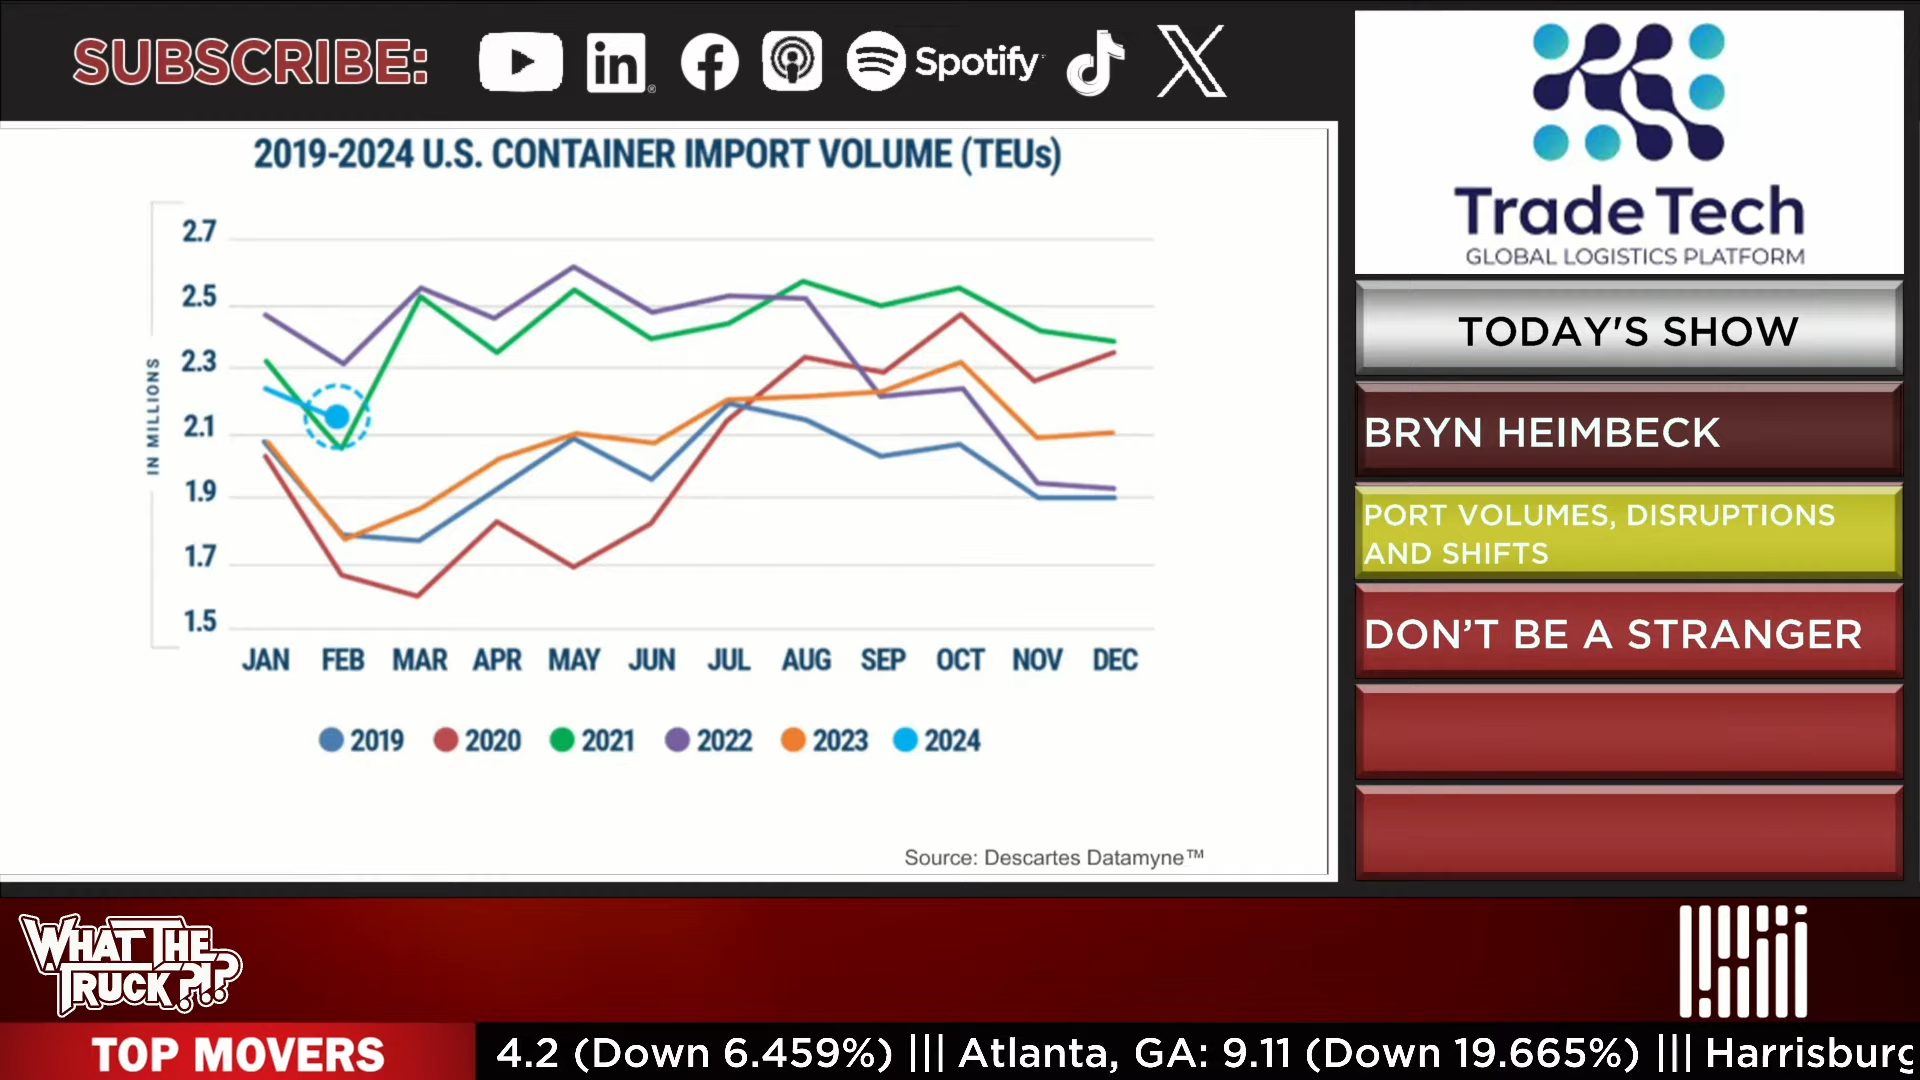 SUBSCRIBE:
in
Spotify
2019-2024 U.S. CONTAINER IMPORT VOLUME (TEUs)
IN MILLIONS
2.7
2.5
2.3
2.1
1.9
1.7
1.5
JAN FEB MAR APR MAY JUN JUL AUG SEP OCT NOV DEC
2019 2020 2021 2022 2023 2024
Source: Descartes Datamyne™
Trade Tech
GLOBAL LOGISTICS PLATFORM
TODAY'S SHOW
BRYN HEIMBECK
PORT VOLUMES, DISRUPTIONS
AND SHIFTS
DON'T BE A STRANGER
WHAT THE
TRUCK?!?
TOP MOVERS
4.2 (Down 6.459%) ||| Atlanta, GA: 9.11 (Down 19.665%) ||| Harrisburg